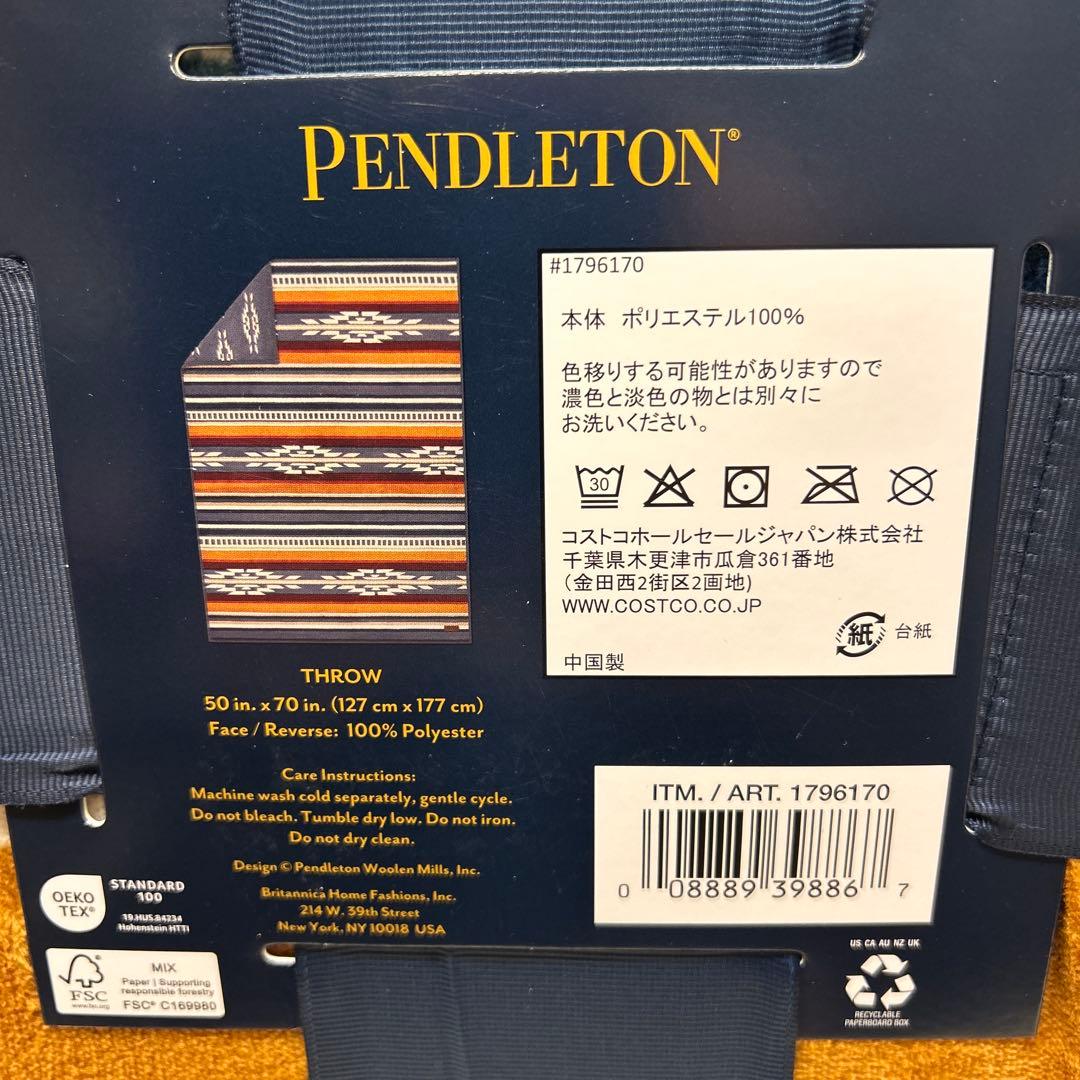 PENDLETON®
#1796170
本体 ポリエステル100%
色移りする可能性がありますので
濃色と淡色の物とは別々に
お洗いください。
30
コストコホールセールジャパン株式会社
千葉県木更津市瓜倉361番地
(金田西2街区2画地)
WWW.COSTCO.CO.JP
紙 台紙
中国製
THROW
50 in. x 70 in. (127 cm x 177 cm)
Face / Reverse: 100% Polyester
Care Instructions:
Machine wash cold separately, gentle cycle.
Do not bleach. Tumble dry low. Do not iron.
Do not dry clean.
Design © Pendleton Woolen Mills, Inc.
Britannica Home Fashions, Inc.
214 W. 39th Street
New York, NY 10018 USA
ITM. / ART. 1796170
0 08889 39886 7
OEKO
TEX®
STANDARD
100
19.HUS.84234
Hohenstein HTTI
FSC
www.fsc.org
MIX
Paper | Supporting
responsible forestry
FSC® C169980
US CA AU NZ UK
RECYCLABLE
PAPERBOARD BOX